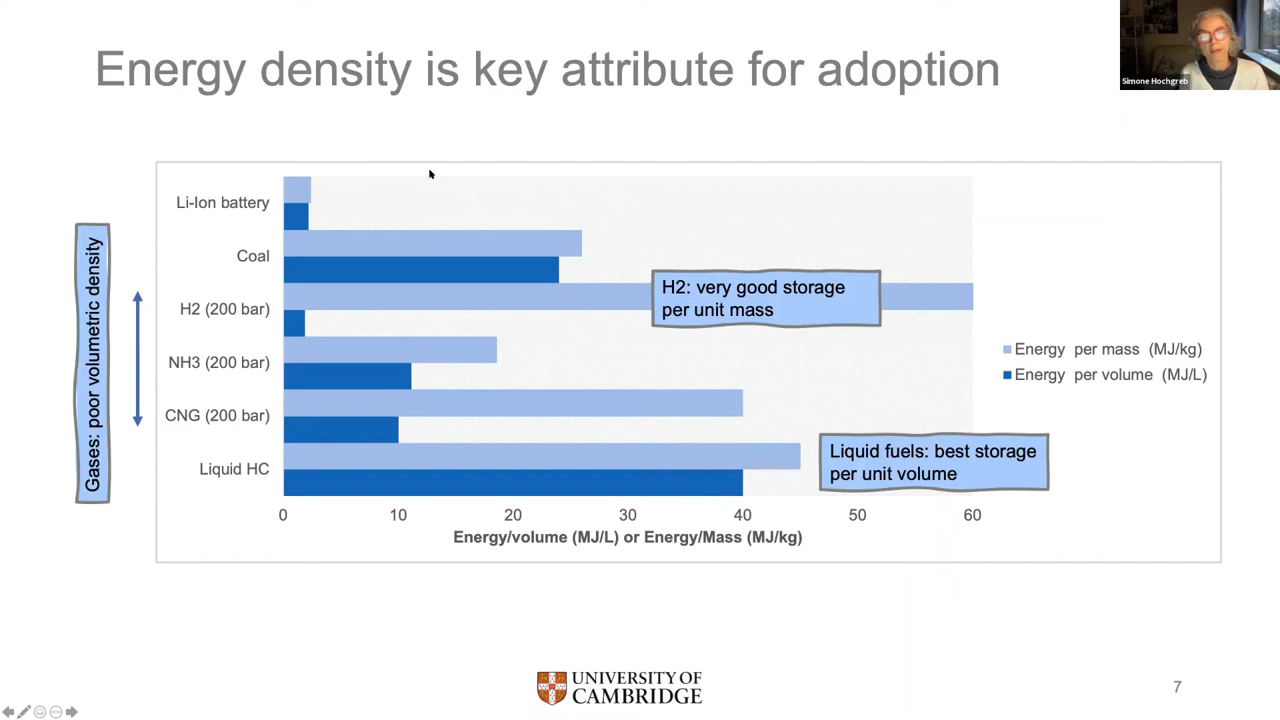 Energy density is key attribute for adoption
Simone Hochgreb
Gases: poor volumetric density
Li-Ion battery
Coal
H2 (200 bar)
NH3 (200 bar)
CNG (200 bar)
Liquid HC
H2: very good storage
per unit mass
Liquid fuels: best storage
per unit volume
Energy per mass (MJ/kg)
Energy per volume (MJ/L)
0 10 20 30 40 50 60
Energy/volume (MJ/L) or Energy/Mass (MJ/kg)
UNIVERSITY OF
CAMBRIDGE
7